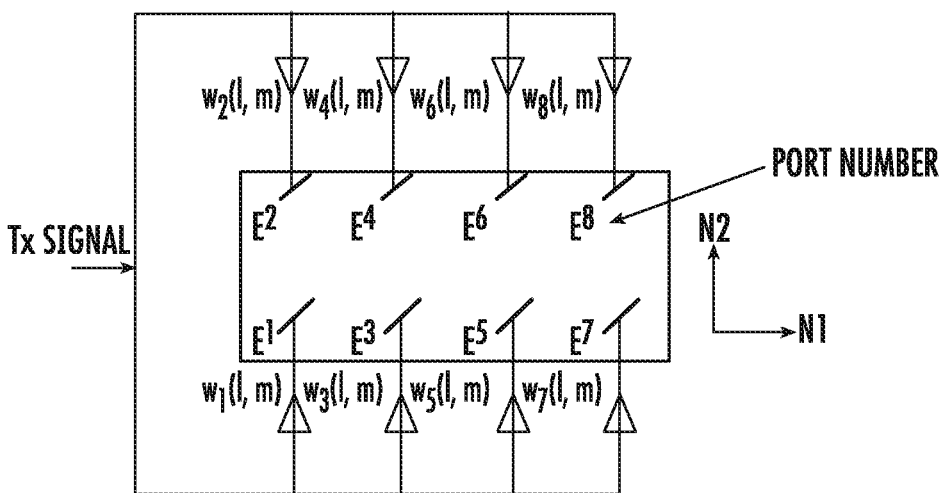 w₂(l, m) w₄(l, m) w₆(l, m) w₈(l, m)
PORT NUMBER
E² E⁴ E⁶ E⁸
Tx SIGNAL
N2
N1
E¹ E³ E⁵ E⁷
w₁(l, m) w₃(l, m) w₅(l, m) w₇(l, m)